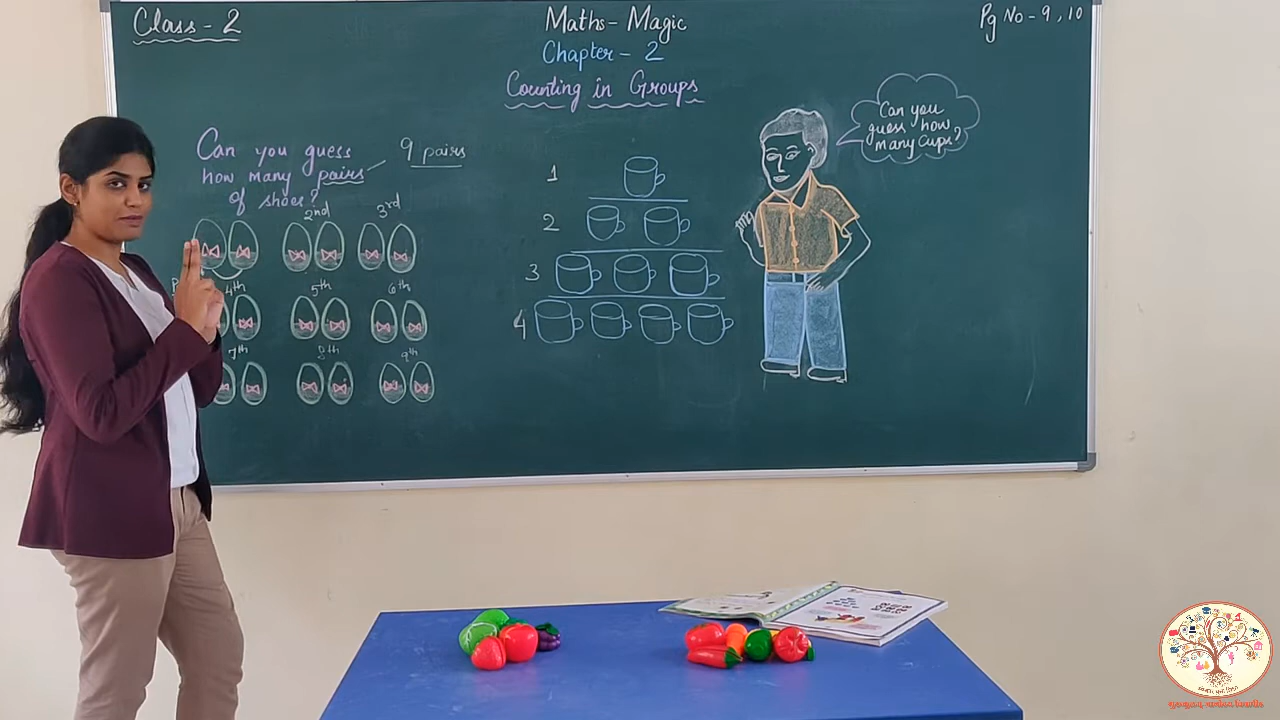 Class - 2
Maths - Magic
Pg No - 9, 10
Chapter - 2
Counting in Groups
Can you guess
how many pairs
of shoes?
9 pairs
2nd
3rd
4th
5th
6th
7th
8th
9th
1
2
3
4
Can you
guess how
many cups?